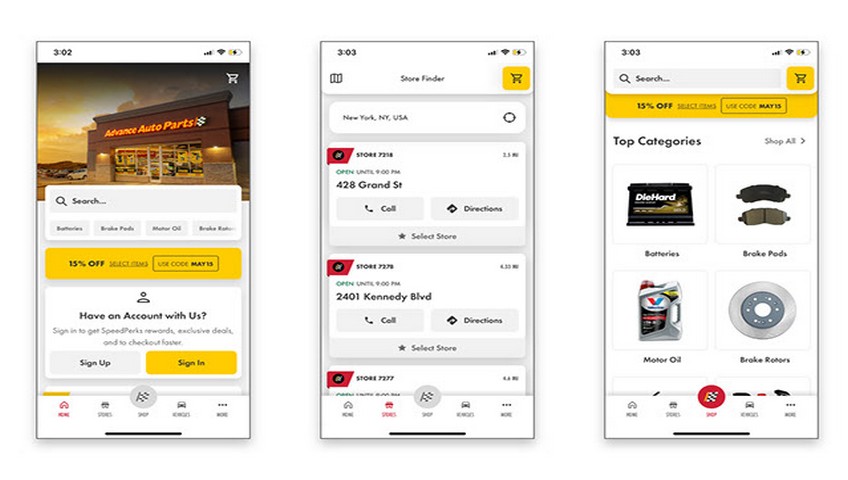 3:02
Advance Auto Parts
Search...
Batteries
Brake Pads
Motor Oil
Brake Roto
15% OFF SELECT ITEMS USE CODE MAY15
Have an Account with Us?
Sign in to get SpeedPerks rewards, exclusive deals,
and to checkout faster.
Sign Up
Sign In
HOME
STORES
SHOP
VEHICLES
MORE
3:03
Store Finder
New York, NY, USA
STORE 7218
2.5 MI
OPEN UNTIL 9:00 PM
428 Grand St
Call
Directions
Select Store
STORE 7278
6.33 MI
OPEN UNTIL 9:00 PM
2401 Kennedy Blvd
Call
Directions
Select Store
STORE 7277
6.6 MI
HOME
STORES
SHOP
VEHICLES
MORE
3:03
Search...
15% OFF SELECT ITEMS USE CODE MAY15
Top Categories
Shop All
DieHard
Batteries
Brake Pads
VALVOLINE
Motor Oil
Brake Rotors
HOME
STORES
SHOP
VEHICLES
MORE